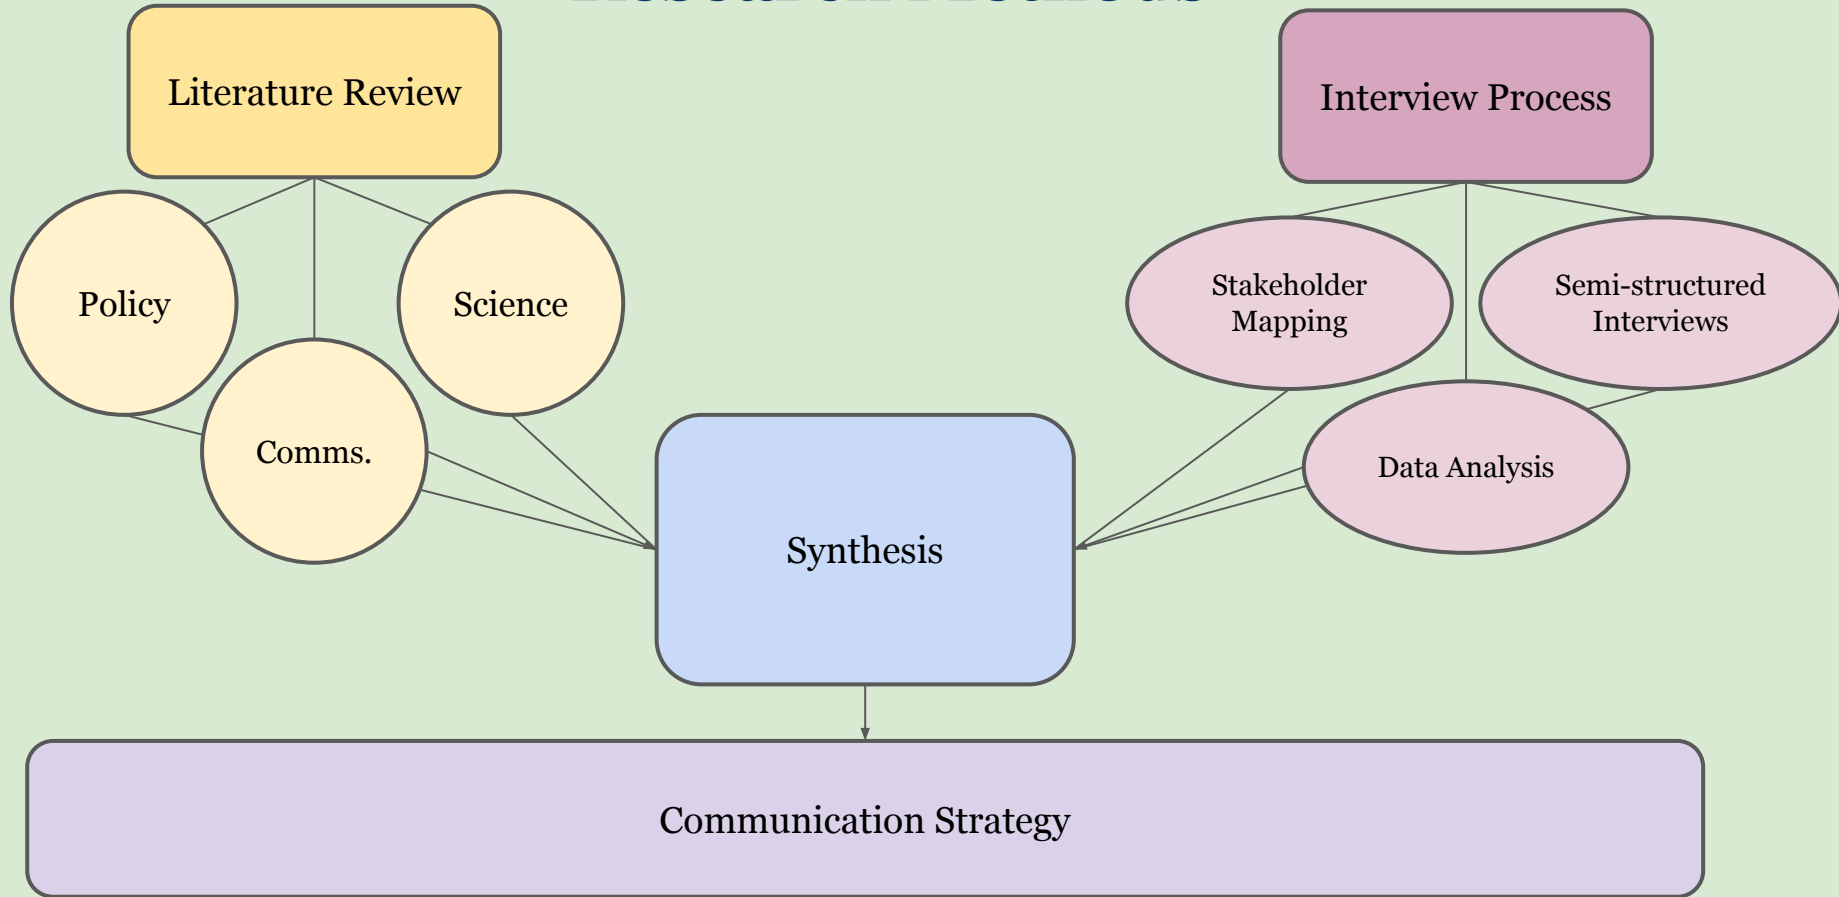 Literature Review
Interview Process
Policy
Science
Stakeholder
Mapping
Semi-structured
Interviews
Comms.
Data Analysis
Synthesis
Communication Strategy